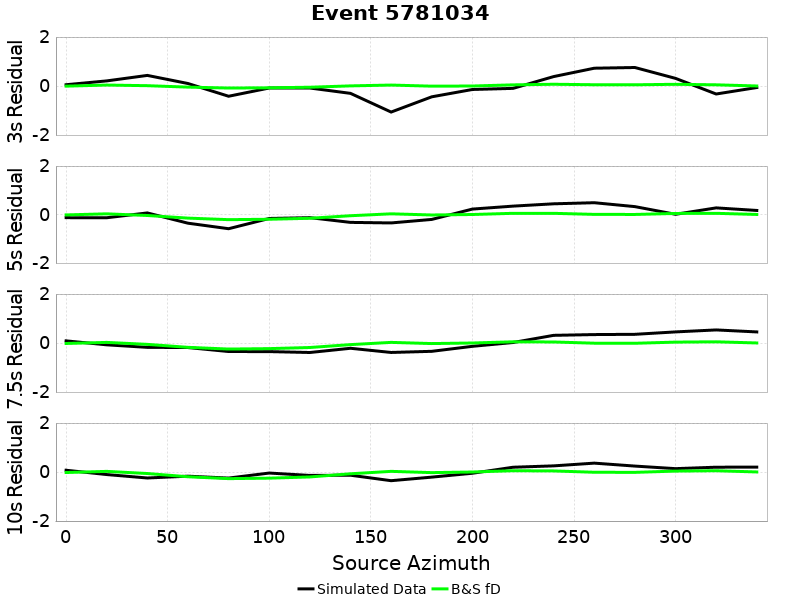 Event 5781034
3s Residual
2
0
-2
5s Residual
2
0
-2
7.5s Residual
2
0
-2
10s Residual
2
0
-2
0 50 100 150 200 250 300
Source Azimuth
Simulated Data B&S fD